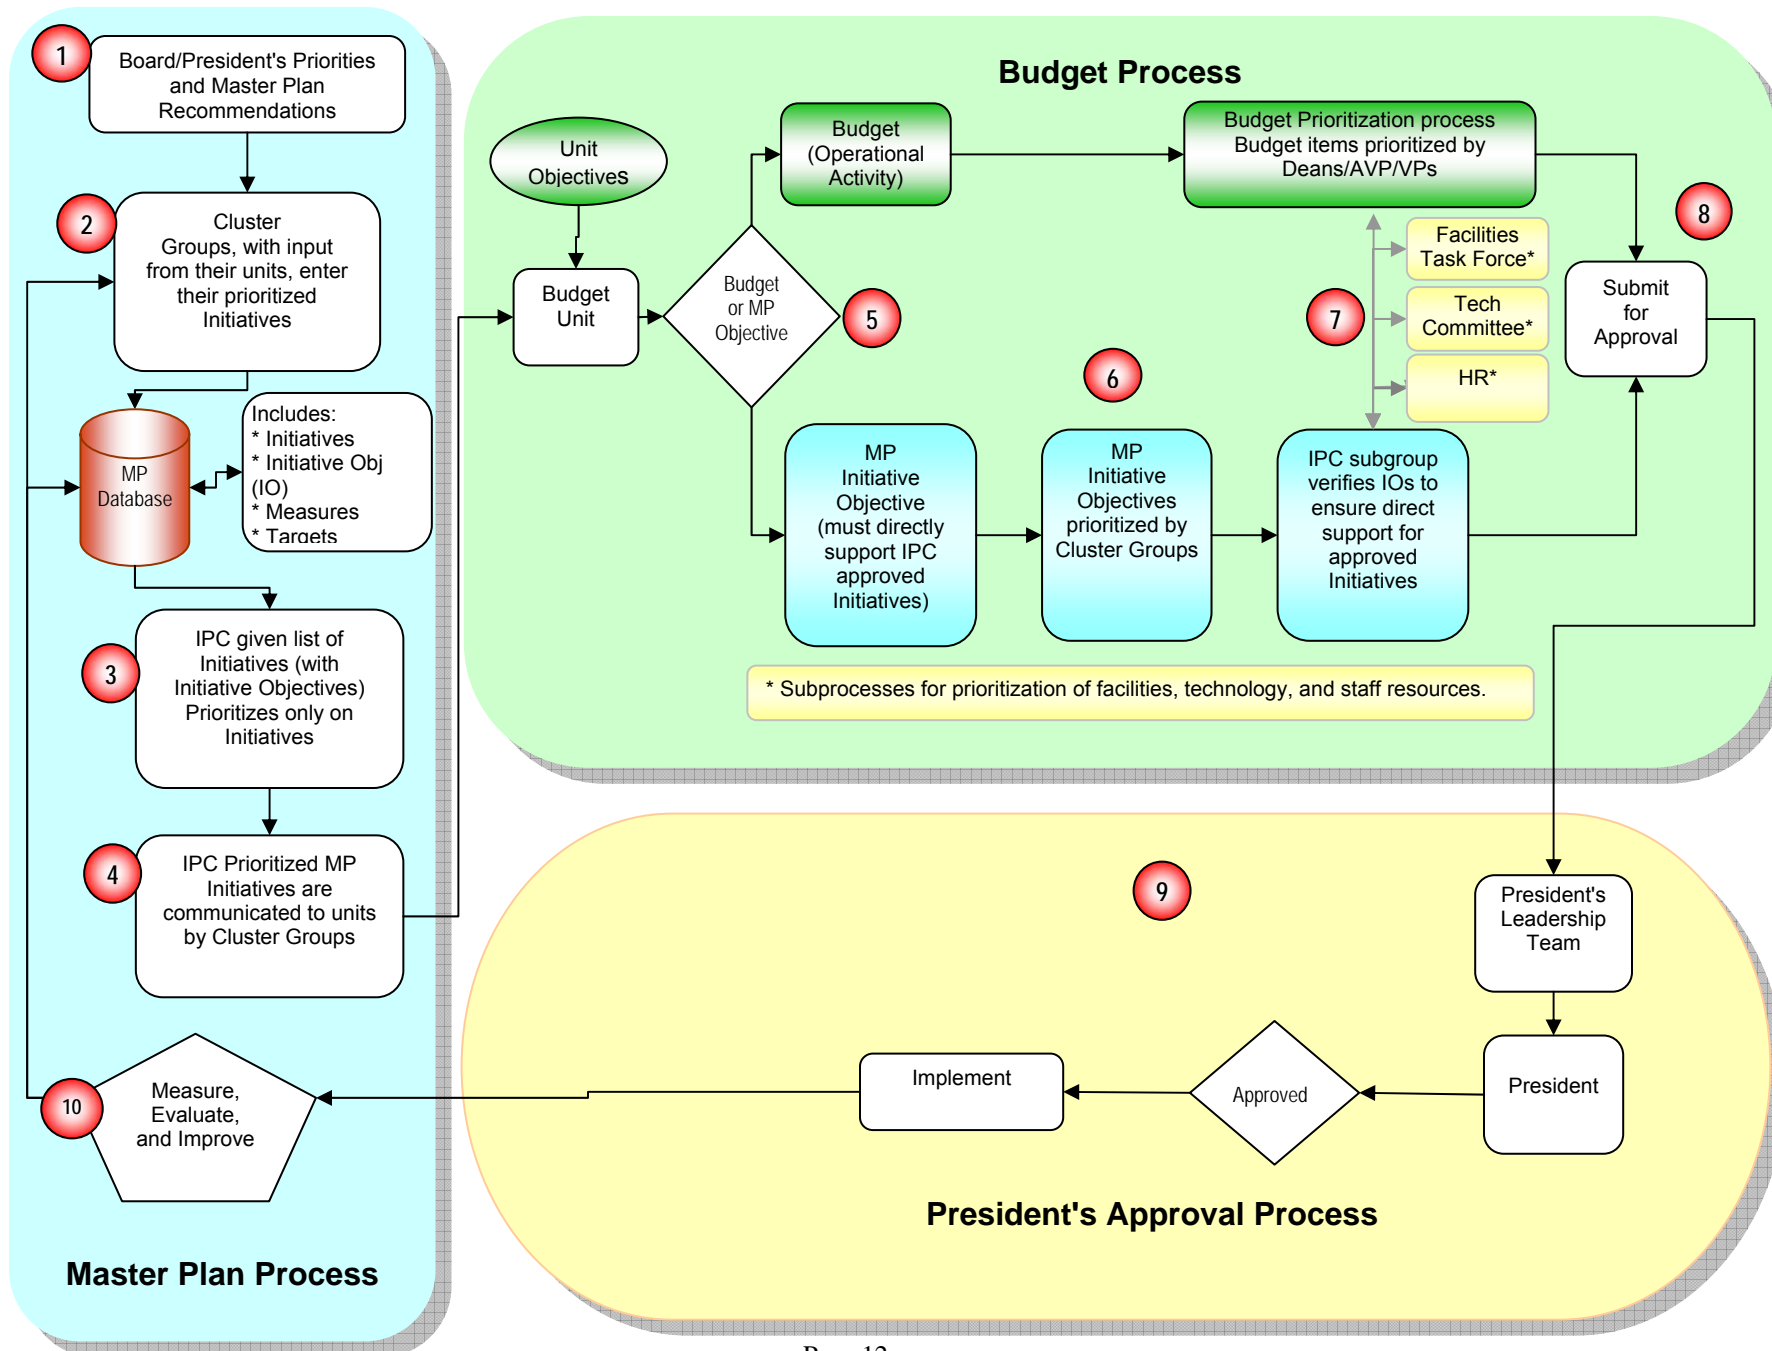 1
Board/President's Priorities
and Master Plan
Recommendations
2
Cluster
Groups, with input
from their units, enter
their prioritized
Initiatives
MP
Database
Includes:
* Initiatives
* Initiative Obj
(IO)
* Measures
* Targets
3
IPC given list of
Initiatives (with
Initiative Objectives)
Prioritizes only on
Initiatives
4
IPC Prioritized MP
Initiatives are
communicated to units
by Cluster Groups
10
Measure,
Evaluate,
and Improve
Master Plan Process
Budget Process
Unit
Objectives
Budget
Unit
Budget
or MP
Objective
5
Budget
(Operational
Activity)
Budget Prioritization process
Budget items prioritized by
Deans/AVP/VPs
7
Facilities
Task Force*
Tech
Committee*
HR*
8
Submit
for
Approval
6
MP
Initiative
Objective
(must directly
support IPC
approved
Initiatives)
MP
Initiative
Objectives
prioritized by
Cluster Groups
IPC subgroup
verifies IOs to
ensure direct
support for
approved
Initiatives
* Subprocesses for prioritization of facilities, technology, and staff resources.
9
President's
Leadership
Team
President
Approved
Implement
President's Approval Process
12